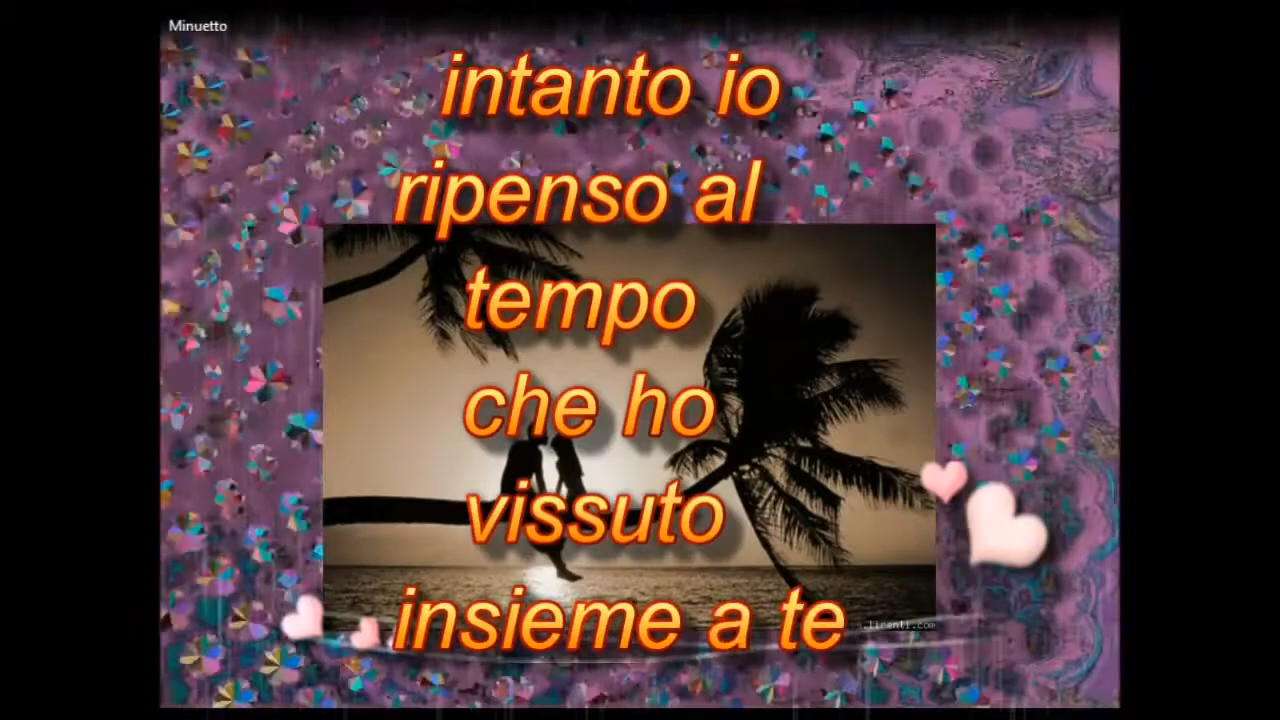 Minuetto
intanto io
ripenso al
tempo
che ho
vissuto
insieme a te